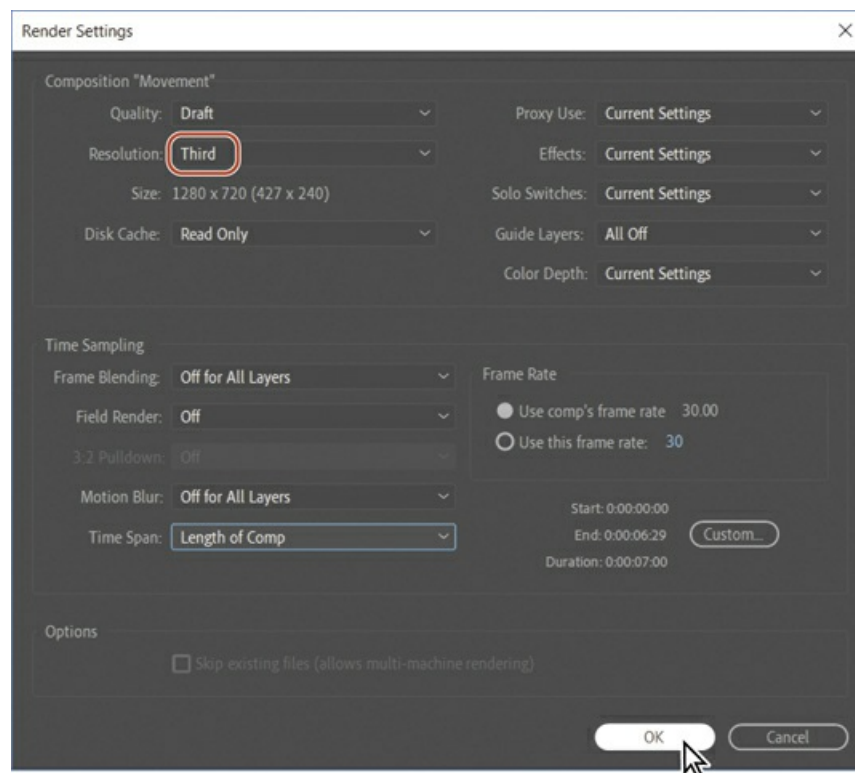 Render Settings
Composition "Movement"
Quality: Draft
Resolution: Third
Size: 1280 x 720 (427 x 240)
Disk Cache: Read Only
Proxy Use: Current Settings
Effects: Current Settings
Solo Switches: Current Settings
Guide Layers: All Off
Color Depth: Current Settings
Time Sampling
Frame Blending: Off for All Layers
Field Render: Off
3:2 Pulldown: Off
Motion Blur: Off for All Layers
Time Span: Length of Comp
Frame Rate
Use comp's frame rate 30.00
Use this frame rate: 30
Start: 0:00:00:00
End: 0:00:06:29
Custom...
Duration: 0:00:07:00
Options
Skip existing files (allows multi-machine rendering)
OK
Cancel